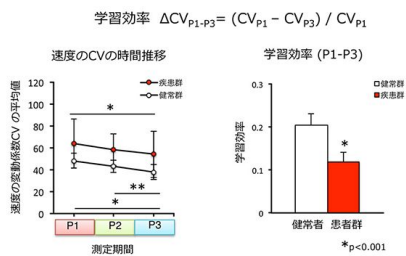 学習効率 ΔCVP1-P3= (CVP1 – CVP3) / CVP1
速度のCVの時間推移
疾患群
健常群
速度の変動係数CV の平均値
120
100
80
60
40
20
0
*
**
*
P1
P2
P3
測定期間
学習効率 (P1-P3)
健常群
疾患群
学習効率
0.3
0.2
0.1
0
*
健常者
患者群
*p<0.001